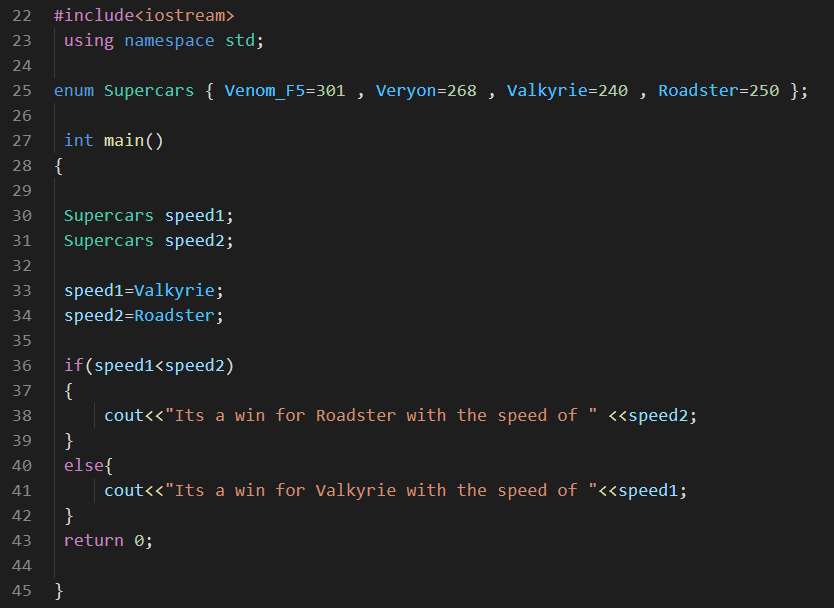 22 #include<iostream>
23 using namespace std;
24
25 enum Supercars { Venom_F5=301 , Veryon=268 , Valkyrie=240 , Roadster=250 };
26
27 int main()
28 {
29
30 Supercars speed1;
31 Supercars speed2;
32
33 speed1=Valkyrie;
34 speed2=Roadster;
35
36 if(speed1<speed2)
37 {
38 cout<<"Its a win for Roadster with the speed of " <<speed2;
39 }
40 else{
41 cout<<"Its a win for Valkyrie with the speed of "<<speed1;
42 }
43 return 0;
44
45 }